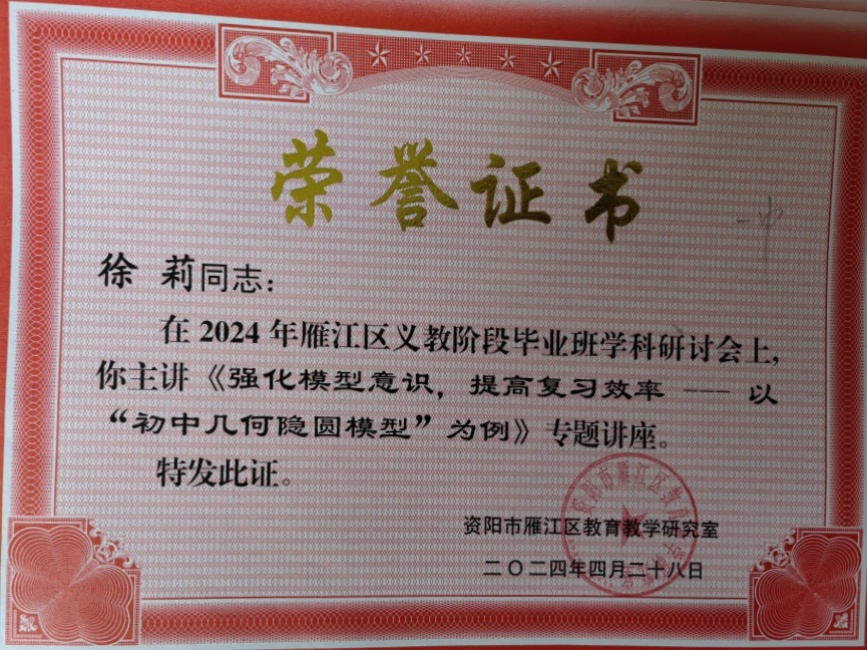 荣誉证书
一中
徐 莉同志：
在 2024 年雁江区义教阶段毕业班学科研讨会上，
你主讲《强化模型意识，提高复习效率 --- 以
“初中几何隐圆模型”为例》专题讲座。
特发此证。
资阳市雁江区教育教学研究室
二〇二四年四月二十八日